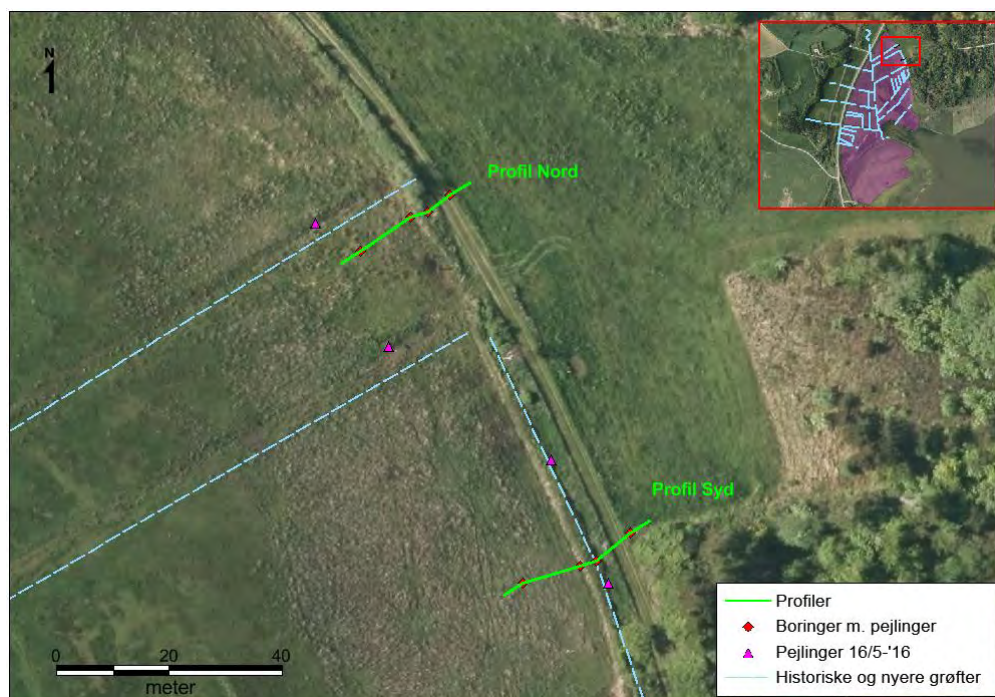 N
Profil Nord
Profil Syd
0 20 40
meter
Profiler
Boringer m. pejlinger
Pejlinger 16/5-'16
Historiske og nyere grøfter